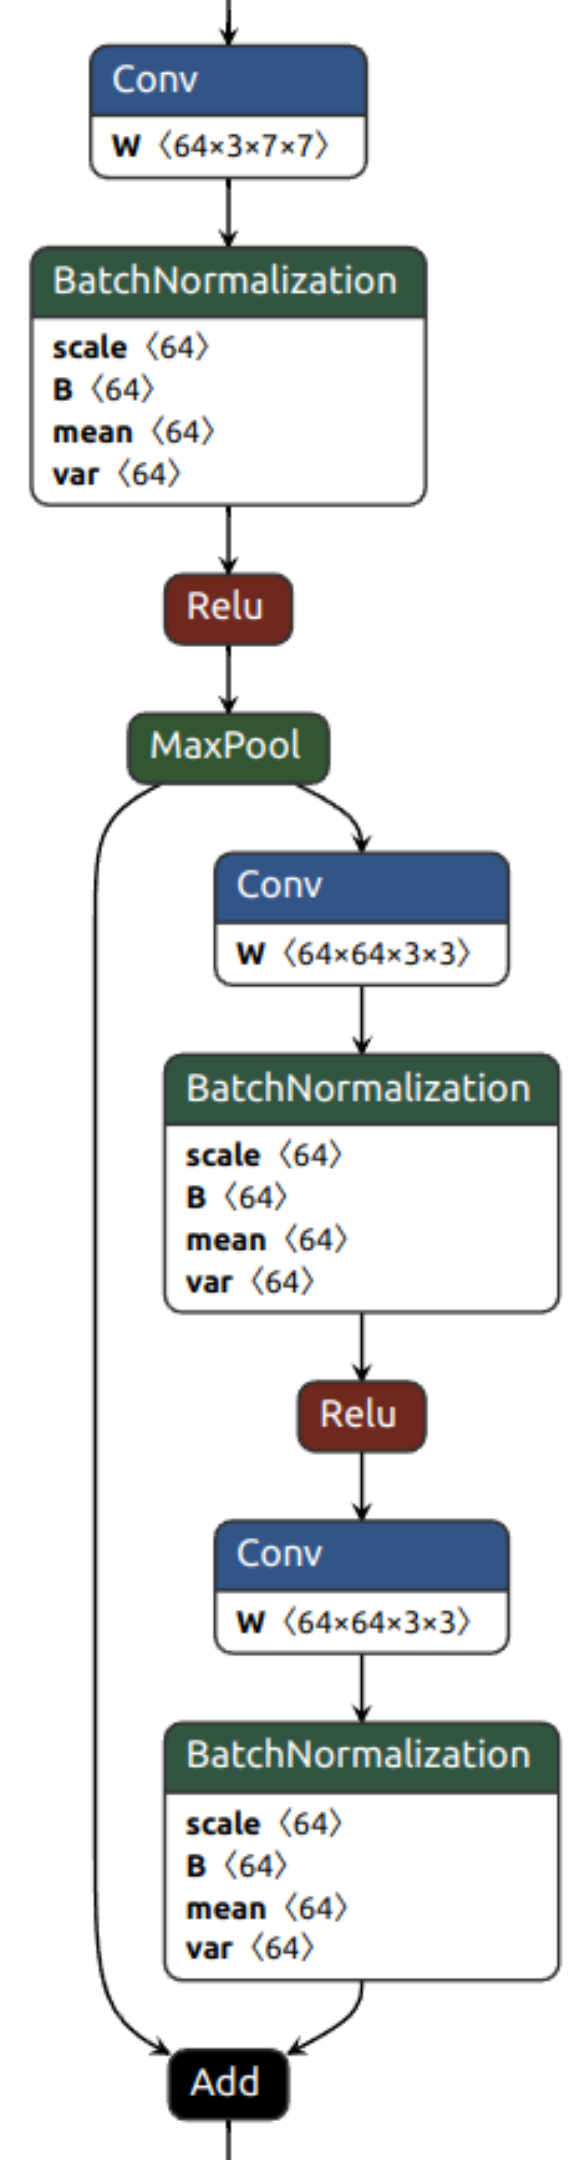 Conv
W 〈64×3×7×7〉
BatchNormalization
scale 〈64〉
B 〈64〉
mean 〈64〉
var 〈64〉
Relu
MaxPool
Conv
W 〈64×64×3×3〉
BatchNormalization
scale 〈64〉
B 〈64〉
mean 〈64〉
var 〈64〉
Relu
Conv
W 〈64×64×3×3〉
BatchNormalization
scale 〈64〉
B 〈64〉
mean 〈64〉
var 〈64〉
Add